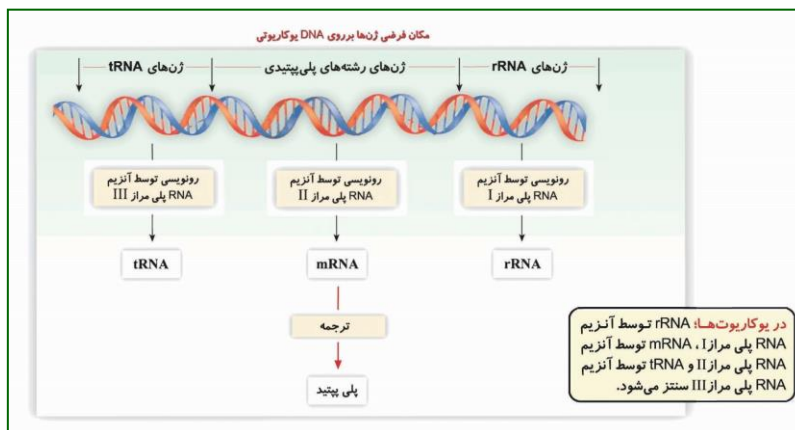 مکان فرضی ژن‌ها برروی DNA یوکاریوتی
ژن‌های rRNA
ژن‌های رشته‌های پلی‌پپتیدی
ژن‌های tRNA
رونویسی توسط آنزیم
RNA پلی مراز I
رونویسی توسط آنزیم
RNA پلی مراز II
رونویسی توسط آنزیم
RNA پلی مراز III
rRNA
mRNA
tRNA
ترجمه
پلی پپتید
در یوکاریوت‌هـا؛ rRNA توسط آنـزیم
RNA پلی مراز I، mRNA توسط آنزیم
RNA پلی مراز II و tRNA توسط آنزیم
RNA پلی مراز III سنتز می‌شود.